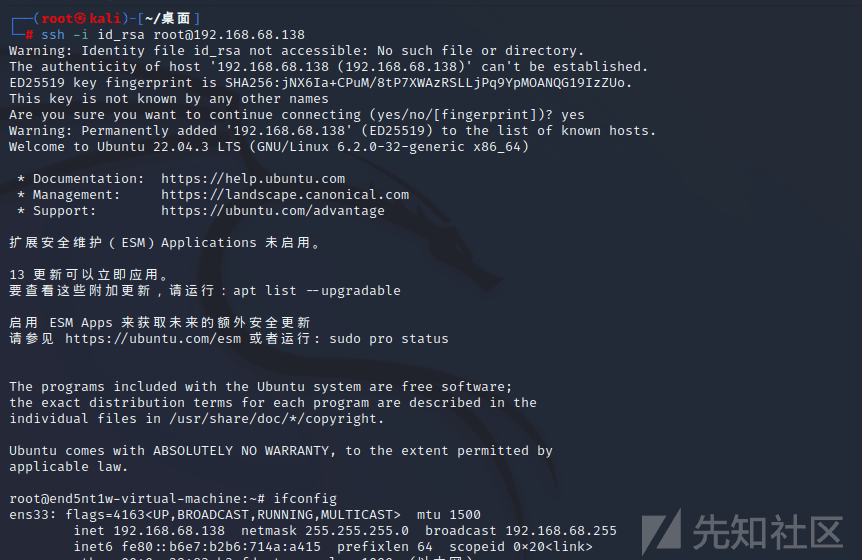 ┌──(root㉿kali)-[~/桌面]
└─# ssh -i id_rsa root@192.168.68.138
Warning: Identity file id_rsa not accessible: No such file or directory.
The authenticity of host '192.168.68.138 (192.168.68.138)' can't be established.
ED25519 key fingerprint is SHA256:jNX6Ia+CPuM/8tP7XWAzRSLLjPq9YpMOANQG19IzZUo.
This key is not known by any other names
Are you sure you want to continue connecting (yes/no/[fingerprint])? yes
Warning: Permanently added '192.168.68.138' (ED25519) to the list of known hosts.
Welcome to Ubuntu 22.04.3 LTS (GNU/Linux 6.2.0-32-generic x86_64)
* Documentation:  https://help.ubuntu.com
* Management:     https://landscape.canonical.com
* Support:        https://ubuntu.com/advantage
扩展安全维护（ESM）Applications 未启用。
13 更新可以立即应用。
要查看这些附加更新，请运行：apt list --upgradable
启用 ESM Apps 来获取未来的额外安全更新
请参见 https://ubuntu.com/esm 或者运行: sudo pro status
The programs included with the Ubuntu system are free software;
the exact distribution terms for each program are described in the
individual files in /usr/share/doc/*/copyright.
Ubuntu comes with ABSOLUTELY NO WARRANTY, to the extent permitted by
applicable law.
root@end5nt1w-virtual-machine:~# ifconfig
ens33: flags=4163<UP,BROADCAST,RUNNING,MULTICAST>  mtu 1500
inet 192.168.68.138  netmask 255.255.255.0  broadcast 192.168.68.255
inet6 fe80::b6e7:b2b6:714a:a415  prefixlen 64  scopeid 0×20<link>
先知社区